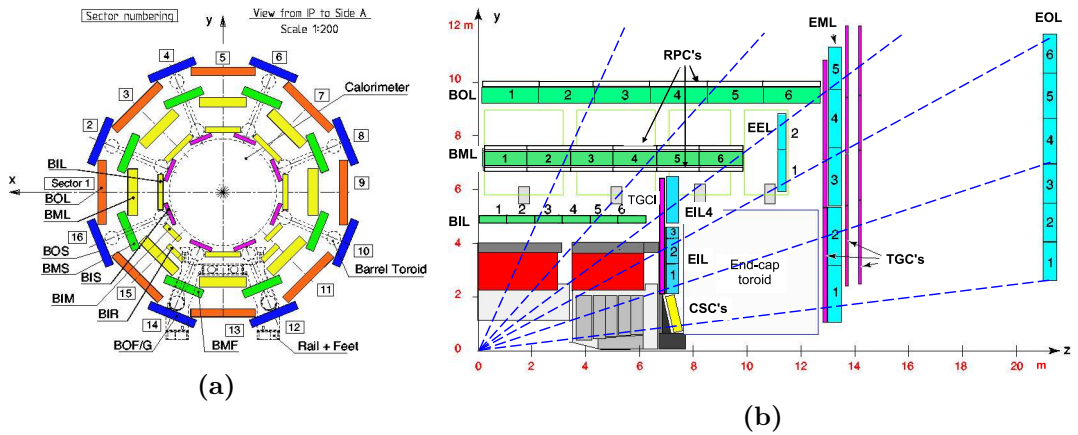 Sector numbering
View from IP to Side A
Scale 1:200
y
4
5
6
3
7
Calorimeter
2
8
BIL
x
Sector 1
9
BOL
BML
16
10
BOS
BMS
Barrel Toroid
BIS
BIM
15
11
BIR
14
13
12
BOF/G
BMF
Rail + Feet
(a)
12 m
y
EML
EOL
RPC's
10
BOL
1 2 3 4 5 6
5
6
8
EEL
2
4
5
BML
1 2 3 4 5 6
1
4
6
TGCI
3
3
BIL
1 2 3 4 5 6
EIL4
4
3
2
1
EIL
2
2
TGC's
End-cap
toroid
1
2
CSC's
1
0
z
0 2 4 6 8 10 12 14 16 18 20 m
(b)